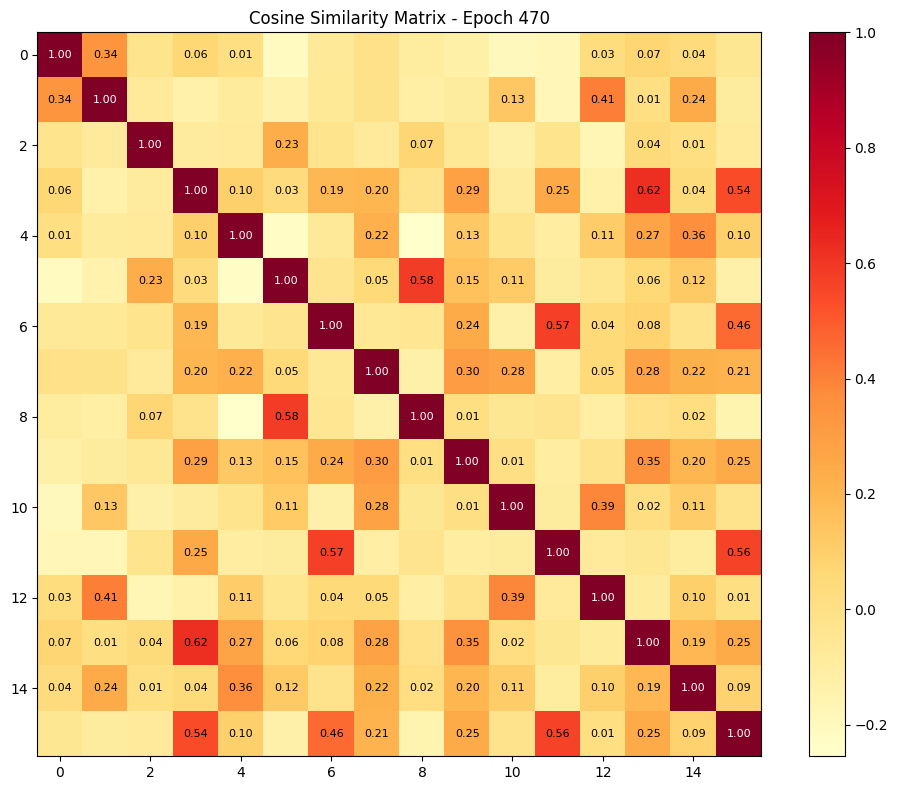 Cosine Similarity Matrix - Epoch 470
0 1.00 0.34 0.06 0.01 0.03 0.07 0.04 1.0
0.34 1.00 0.13 0.41 0.01 0.24
2 1.00 0.23 0.07 0.04 0.01 0.8
0.06 1.00 0.10 0.03 0.19 0.20 0.29 0.25 0.62 0.04 0.54
4 0.01 0.10 1.00 0.22 0.13 0.11 0.27 0.36 0.10 0.6
0.23 0.03 1.00 0.05 0.58 0.15 0.11 0.06 0.12
6 0.19 1.00 0.24 0.57 0.04 0.08 0.46
0.20 0.22 0.05 1.00 0.30 0.28 0.05 0.28 0.22 0.21 0.4
8 0.07 0.58 1.00 0.01 0.02
0.29 0.13 0.15 0.24 0.30 0.01 1.00 0.01 0.35 0.20 0.25 0.2
10 0.13 0.11 0.28 0.01 1.00 0.39 0.02 0.11
0.25 0.57 1.00 0.56
12 0.03 0.41 0.11 0.04 0.05 0.39 1.00 0.10 0.01 0.0
0.07 0.01 0.04 0.62 0.27 0.06 0.08 0.28 0.35 0.02 1.00 0.19 0.25
14 0.04 0.24 0.01 0.04 0.36 0.12 0.22 0.02 0.20 0.11 0.10 0.19 1.00 0.09
0.54 0.10 0.46 0.21 0.25 0.56 0.01 0.25 0.09 1.00 −0.2
0 2 4 6 8 10 12 14